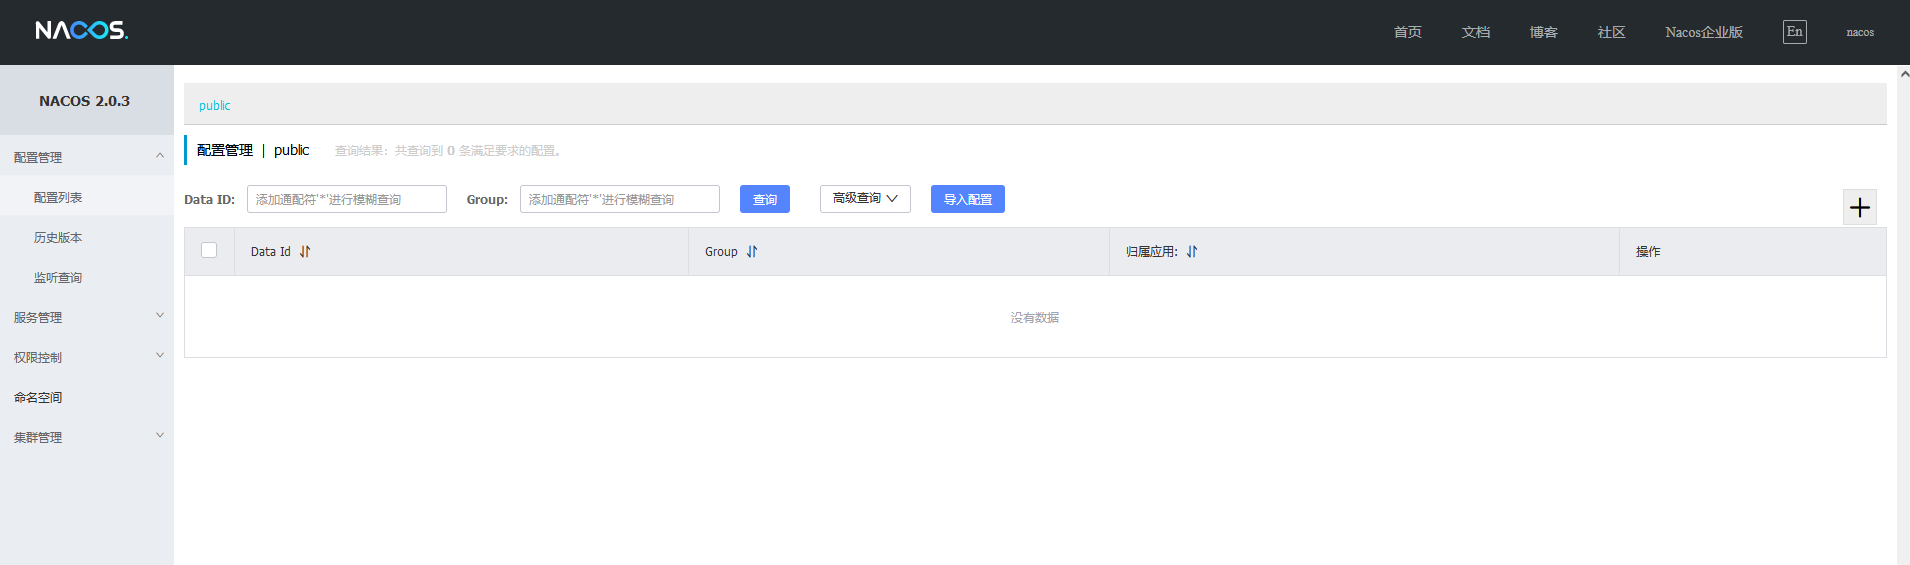 NACOS.
首页 文档 博客 社区 Nacos企业版 En nacos
NACOS 2.0.3
配置管理
配置列表
历史版本
监听查询
服务管理
权限控制
命名空间
集群管理
public
配置管理 | public 查询结果：共查询到 0 条满足要求的配置。
Data ID: 添加通配符'*'进行模糊查询 Group: 添加通配符'*'进行模糊查询 查询 高级查询 导入配置
Data Id Group 归属应用: 操作
没有数据